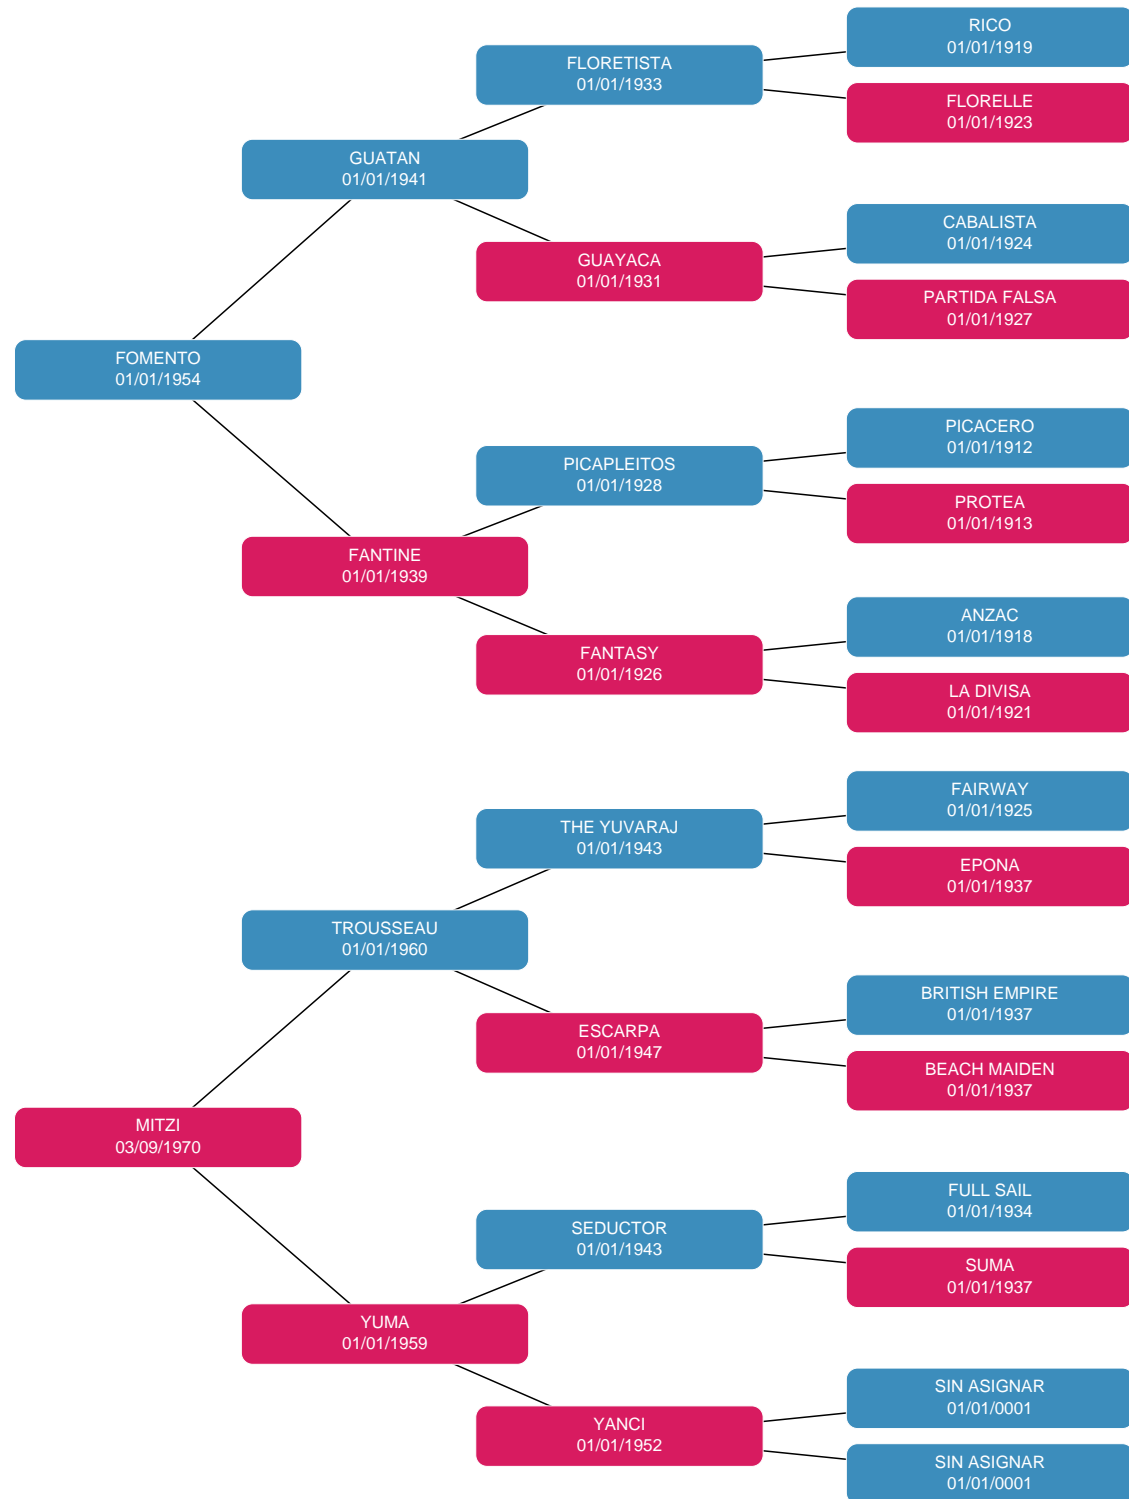 RICO
01/01/1919
FLORETISTA
01/01/1933
FLORELLE
01/01/1923
GUATAN
01/01/1941
CABALISTA
01/01/1924
GUAYACA
01/01/1931
PARTIDA FALSA
01/01/1927
FOMENTO
01/01/1954
PICACERO
01/01/1912
PICAPLEITOS
01/01/1928
PROTEA
01/01/1913
FANTINE
01/01/1939
ANZAC
01/01/1918
FANTASY
01/01/1926
LA DIVISA
01/01/1921
FAIRWAY
01/01/1925
THE YUVARAJ
01/01/1943
EPONA
01/01/1937
TROUSSEAU
01/01/1960
BRITISH EMPIRE
01/01/1937
ESCARPA
01/01/1947
BEACH MAIDEN
01/01/1937
MITZI
03/09/1970
FULL SAIL
01/01/1934
SEDUCTOR
01/01/1943
SUMA
01/01/1937
YUMA
01/01/1959
SIN ASIGNAR
01/01/0001
YANCI
01/01/1952
SIN ASIGNAR
01/01/0001